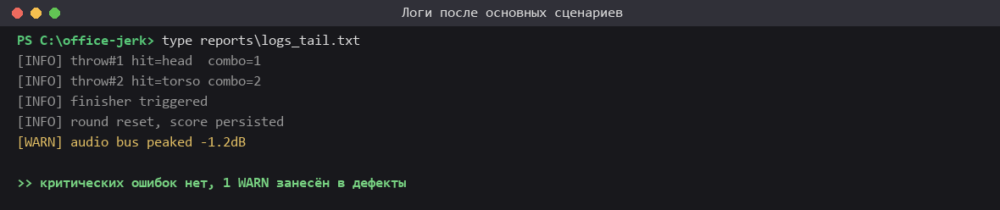 Логи после основных сценариев
PS C:\office-jerk> type reports\logs_tail.txt
[INFO] throw#1 hit=head  combo=1
[INFO] throw#2 hit=torso combo=2
[INFO] finisher triggered
[INFO] round reset, score persisted
[WARN] audio bus peaked -1.2dB
>> критических ошибок нет, 1 WARN занесён в дефекты